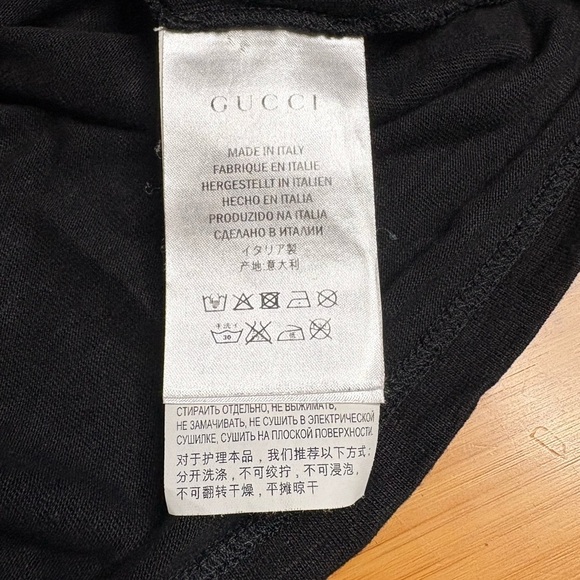 GUCCI
MADE IN ITALY
FABRIQUE EN ITALIE
HERGESTELLT IN ITALIEN
HECHO EN ITALIA
PRODUZIDO NA ITALIA
СДЕЛАНО В ИТАЛИИ
イタリア製
产地:意大利
手洗イ
30
СТИРАТЬ ОТДЕЛЬНО, НЕ ВЫЖИМАТЬ,
НЕ ЗАМАЧИВАТЬ, НЕ СУШИТЬ В ЭЛЕКТРИЧЕСКОЙ
СУШИЛКЕ, СУШИТЬ НА ПЛОСКОЙ ПОВЕРХНОСТИ.
对于护理本品，我们推荐以下方式:
分开洗涤，不可绞拧，不可浸泡，
不可翻转干燥，平摊晾干